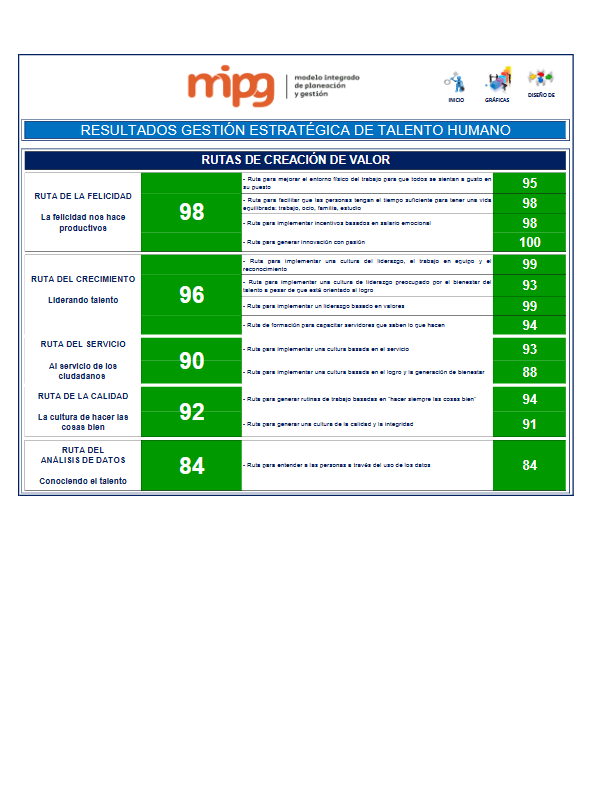 mipg
modelo integrado
de planeación
y gestión
INICIO
GRÁFICAS
DISEÑO DE
RESULTADOS GESTIÓN ESTRATÉGICA DE TALENTO HUMANO
RUTAS DE CREACIÓN DE VALOR
RUTA DE LA FELICIDAD
La felicidad nos hace
productivos
98
- Ruta para mejorar el entorno físico del trabajo para que todos se sientan a gusto en
su puesto
95
- Ruta para facilitar que las personas tengan el tiempo suficiente para tener una vida
equilibrada: trabajo, ocio, familia, estudio
98
- Ruta para implementar incentivos basados en salario emocional
98
- Ruta para generar innovación con pasión
100
RUTA DEL CRECIMIENTO
Liderando talento
96
- Ruta para implementar una cultura del liderazgo, el trabajo en equipo y el
reconocimiento
99
- Ruta para implementar una cultura de liderazgo preocupado por el bienestar del
talento a pesar de que está orientado al logro
93
- Ruta para implementar un liderazgo basado en valores
99
- Ruta de formación para capacitar servidores que saben lo que hacen
94
RUTA DEL SERVICIO
Al servicio de los
ciudadanos
90
- Ruta para implementar una cultura basada en el servicio
93
- Ruta para implementar una cultura basada en el logro y la generación de bienestar
88
RUTA DE LA CALIDAD
La cultura de hacer las
cosas bien
92
- Ruta para generar rutinas de trabajo basadas en "hacer siempre las cosas bien"
94
- Ruta para generar una cultura de la calidad y la integridad
91
RUTA DEL
ANÁLISIS DE DATOS
Conociendo el talento
84
- Ruta para entender a las personas a través del uso de los datos
84